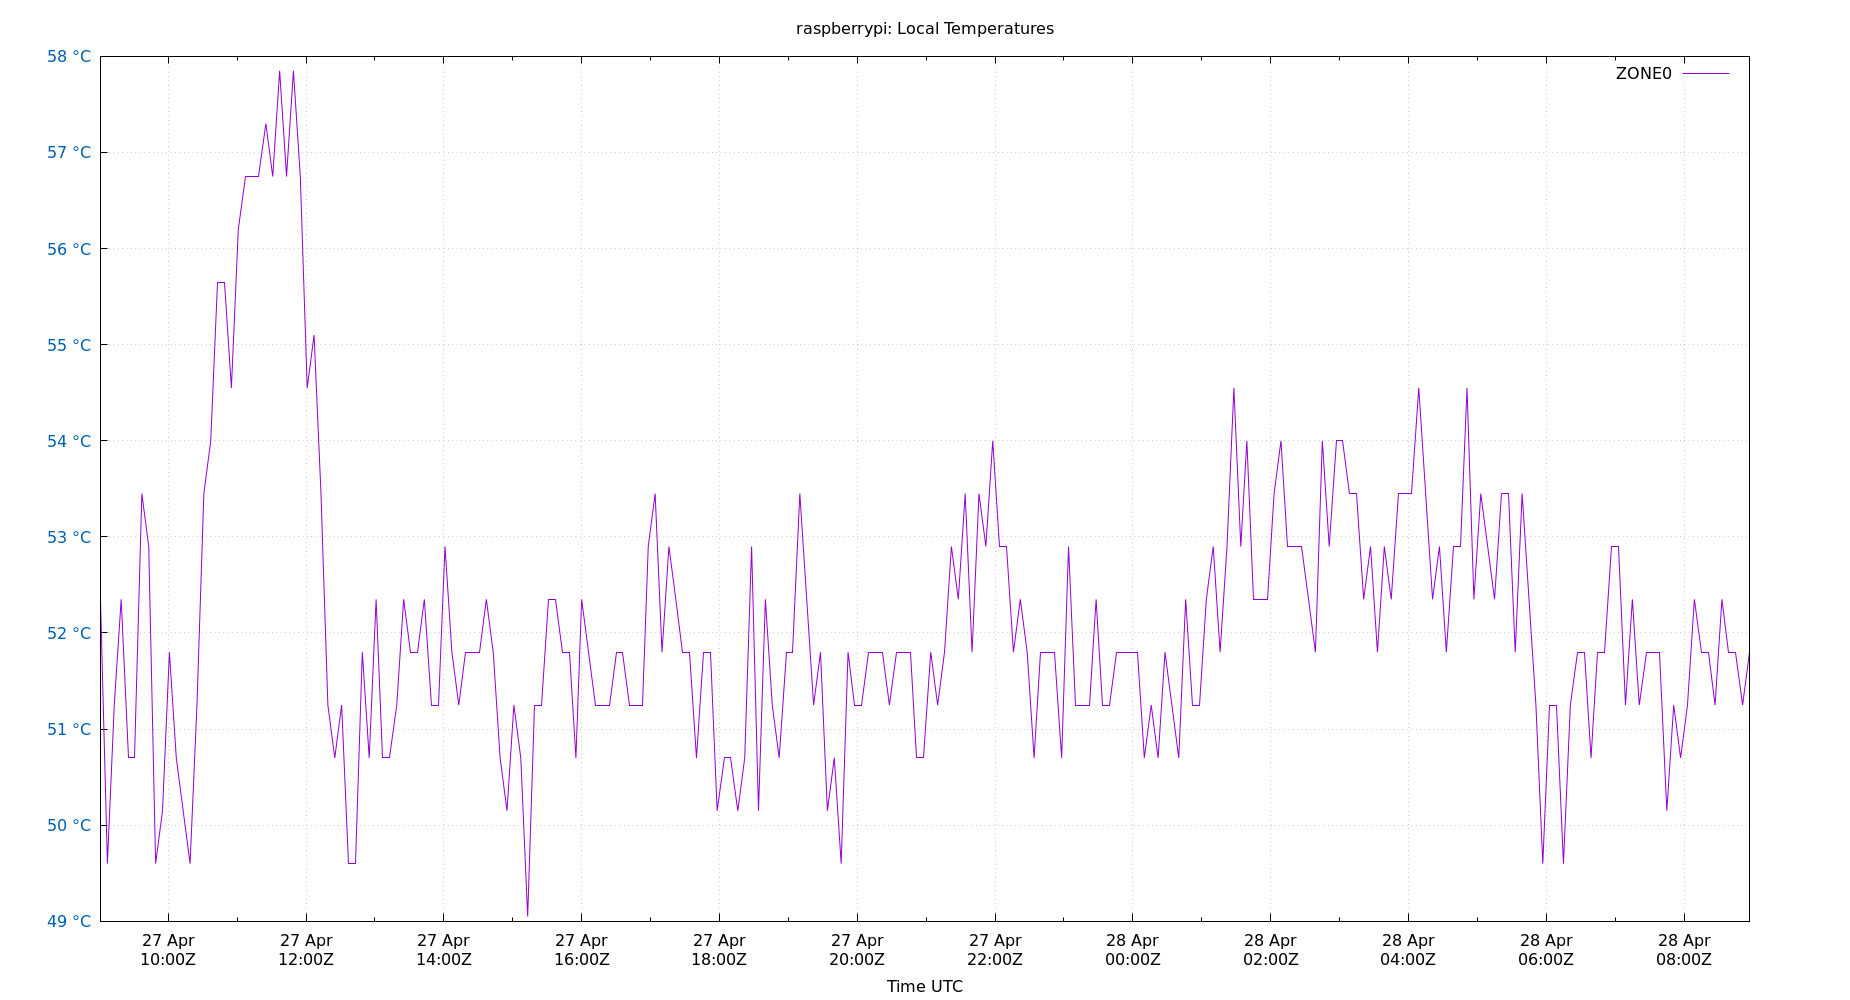 raspberrypi: Local Temperatures
58 °C
ZONE0
57 °C
56 °C
55 °C
54 °C
53 °C
52 °C
51 °C
50 °C
49 °C
27 Apr 27 Apr 27 Apr 27 Apr 27 Apr 27 Apr 27 Apr 28 Apr 28 Apr 28 Apr 28 Apr 28 Apr
10:00Z 12:00Z 14:00Z 16:00Z 18:00Z 20:00Z 22:00Z 00:00Z 02:00Z 04:00Z 06:00Z 08:00Z
Time UTC